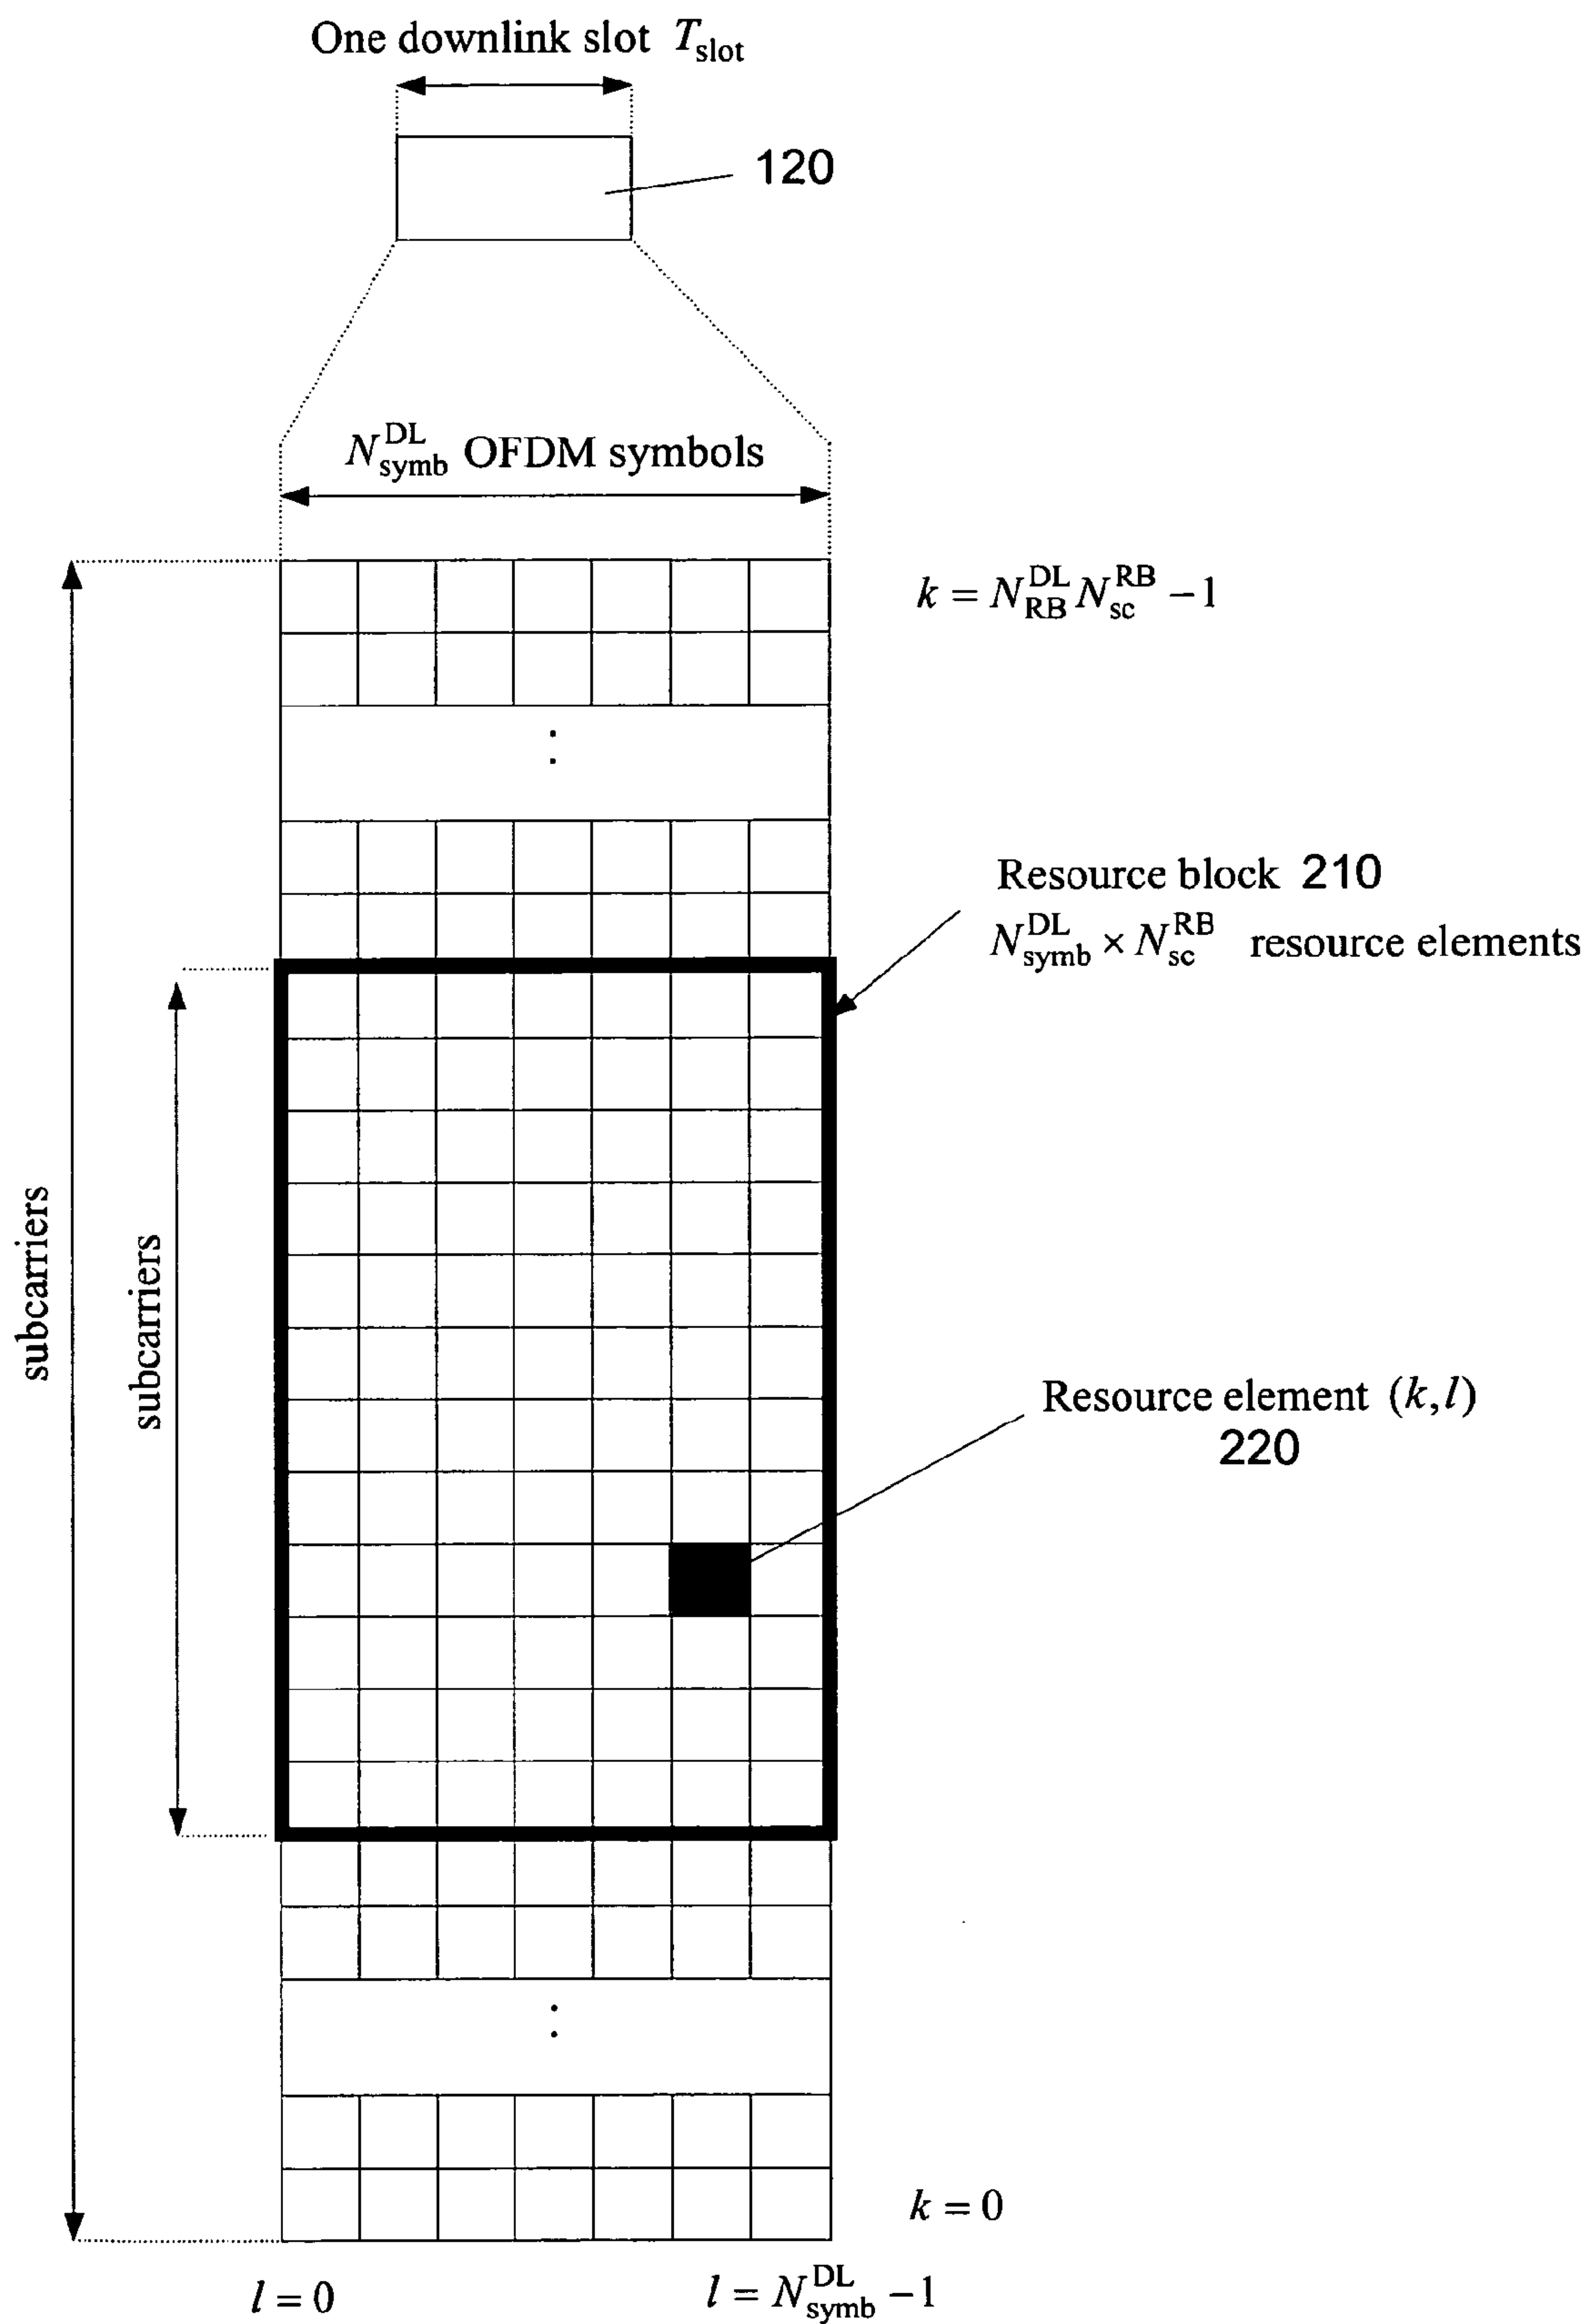 One downlink slot T_slot
120
N_symb^DL OFDM symbols
k = N_RB^DL N_sc^RB − 1
Resource block 210
N_symb^DL × N_sc^RB resource elements
subcarriers
subcarriers
Resource element (k,l)
220
k = 0
l = 0
l = N_symb^DL − 1